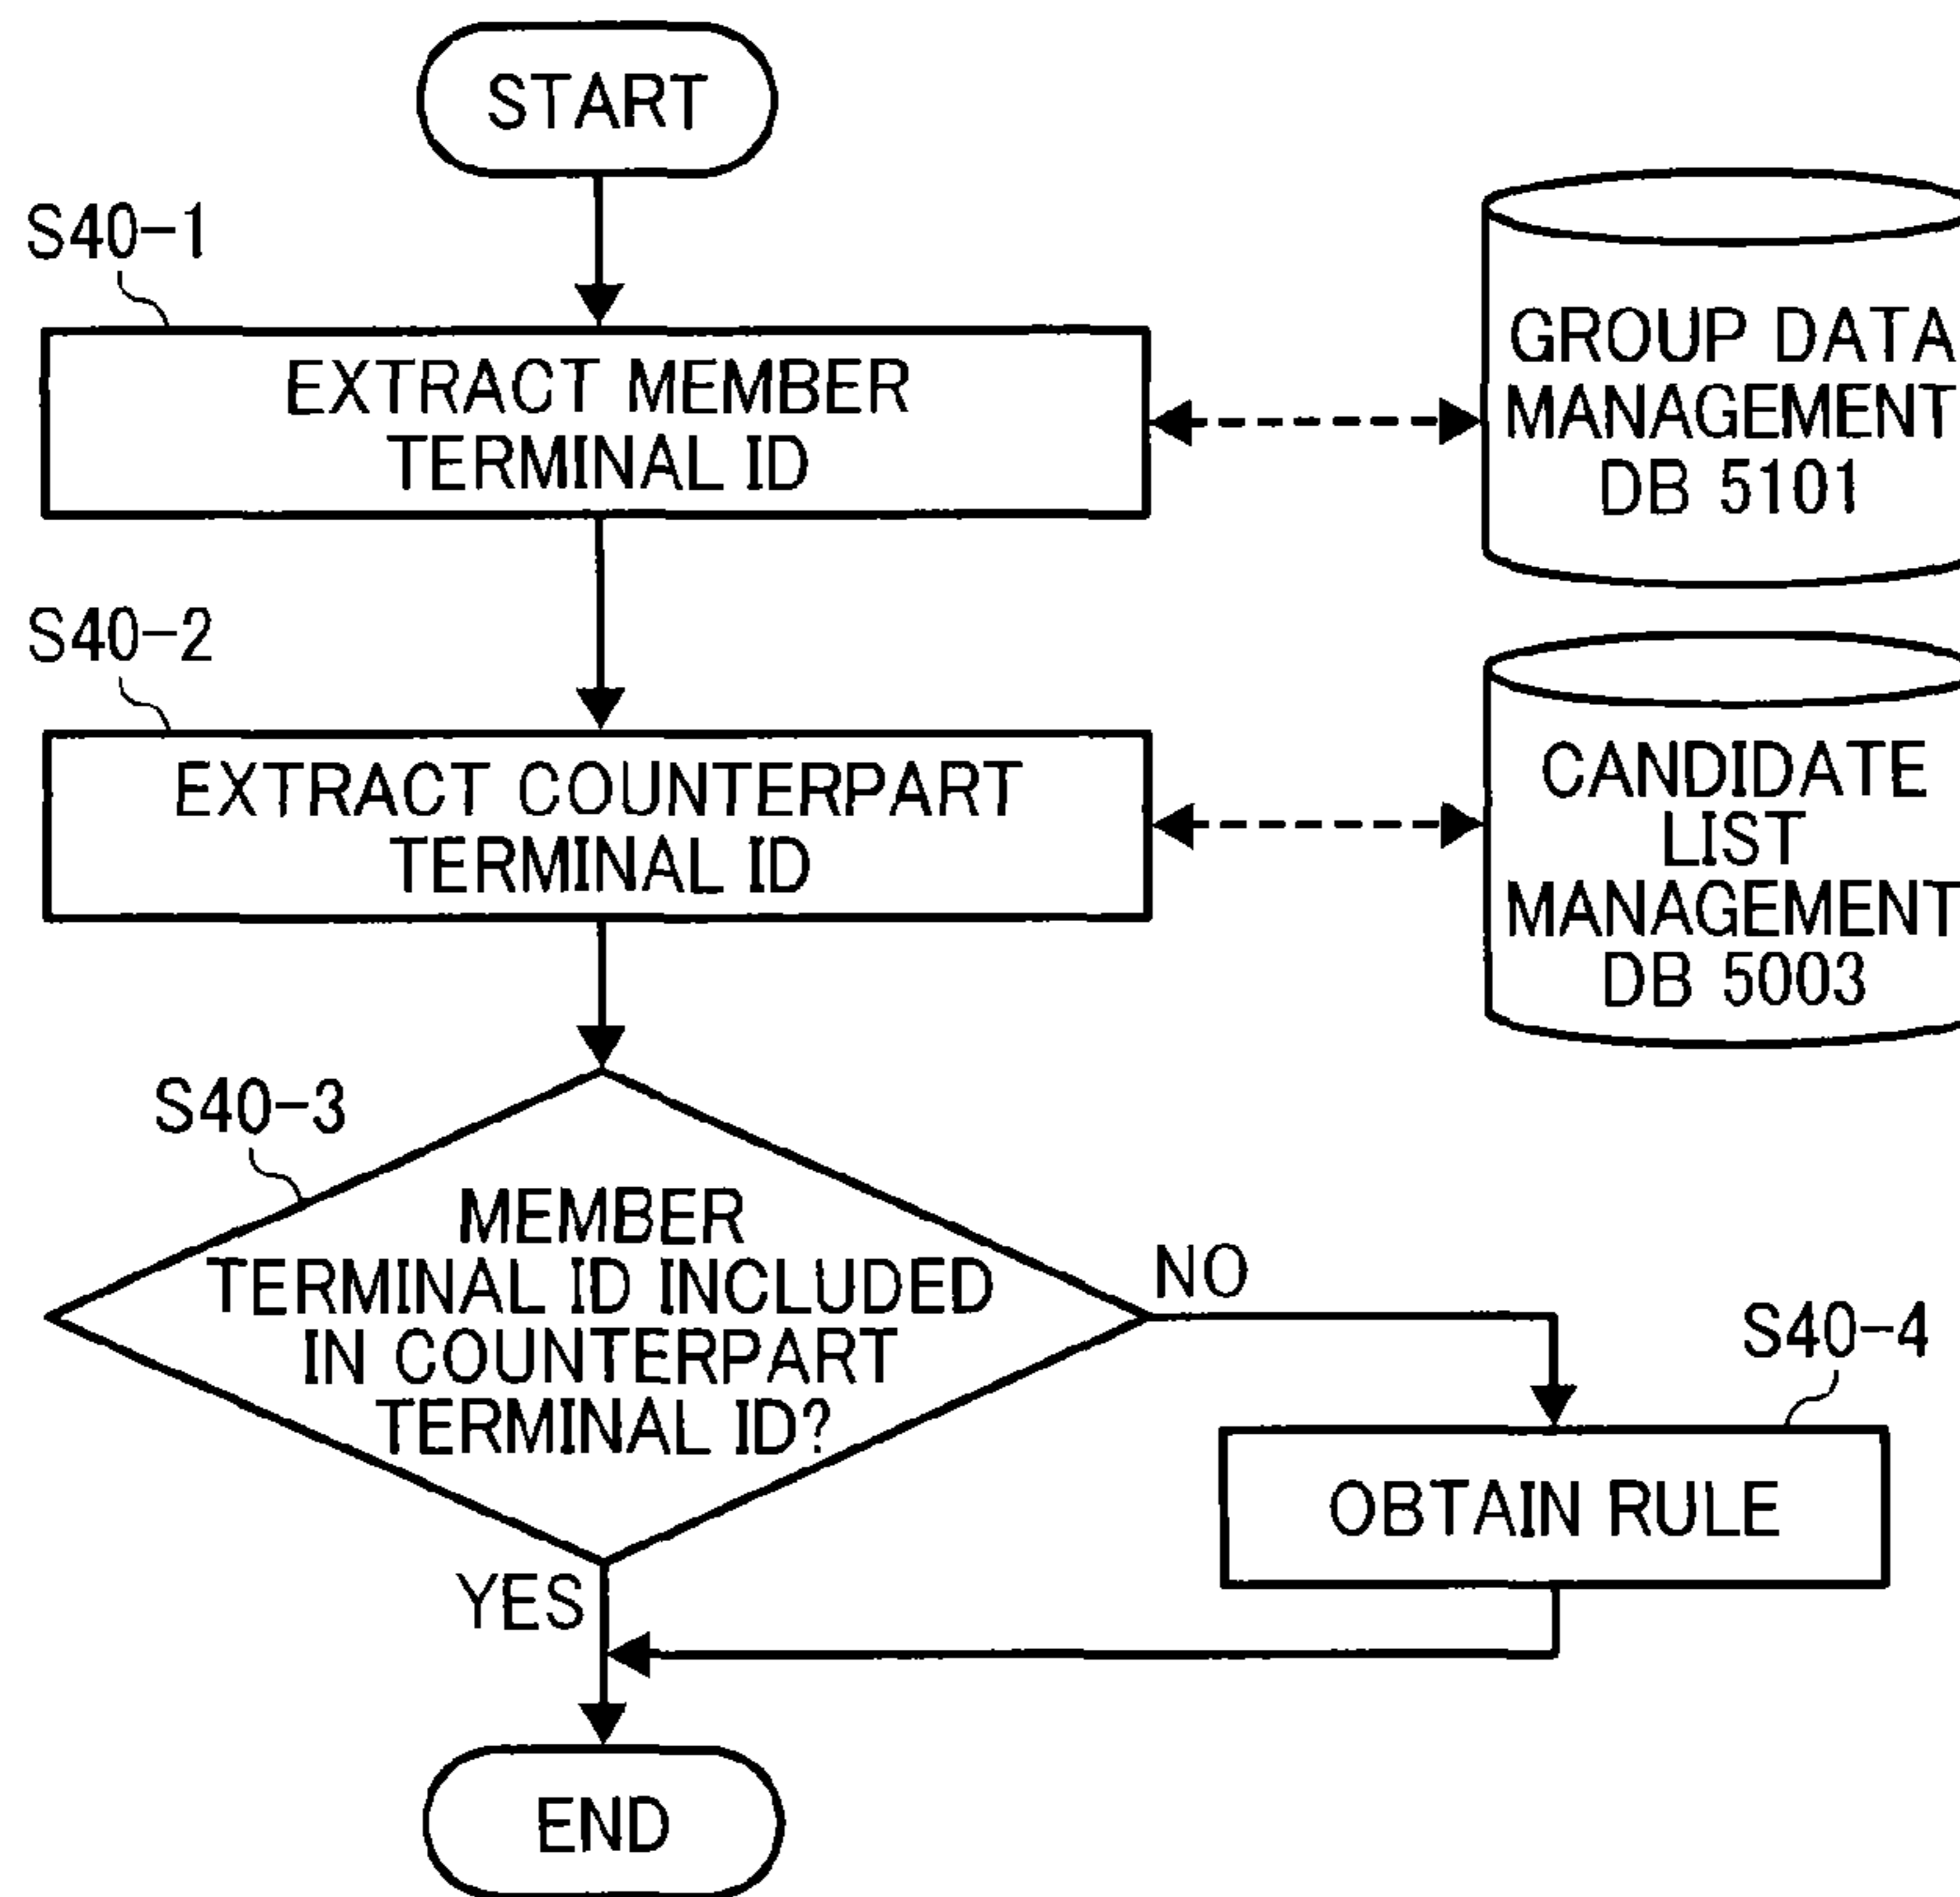 START
S40-1
EXTRACT MEMBER
TERMINAL ID
GROUP DATA
MANAGEMENT
DB 5101
S40-2
EXTRACT COUNTERPART
TERMINAL ID
CANDIDATE
LIST
MANAGEMENT
DB 5003
S40-3
MEMBER
TERMINAL ID INCLUDED
IN COUNTERPART
TERMINAL ID?
NO
S40-4
OBTAIN RULE
YES
END